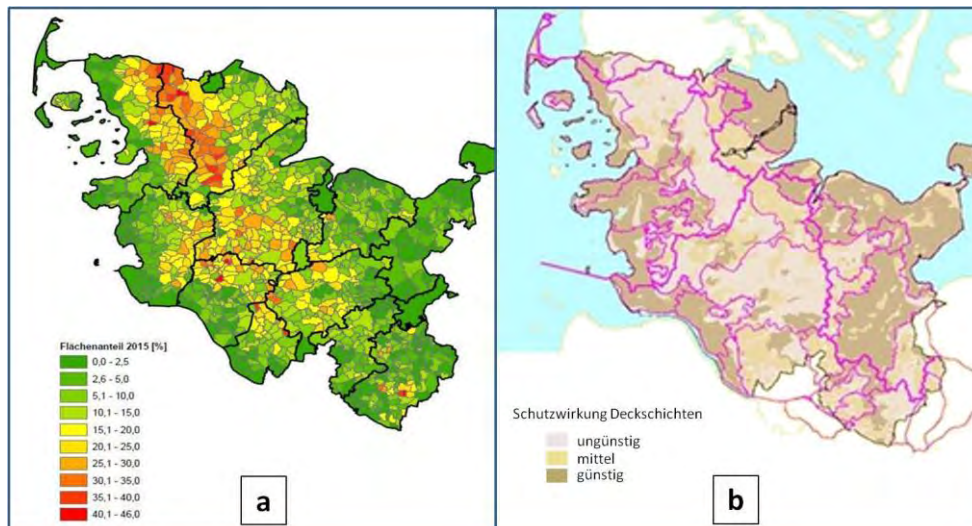 Flächenanteil 2015 [%]
0,0 - 2,5
2,6 - 5,0
5,1 - 10,0
10,1 - 15,0
15,1 - 20,0
20,1 - 25,0
25,1 - 30,0
30,1 - 35,0
35,1 - 40,0
40,1 - 46,0
a
Schutzwirkung Deckschichten
ungünstig
mittel
günstig
b